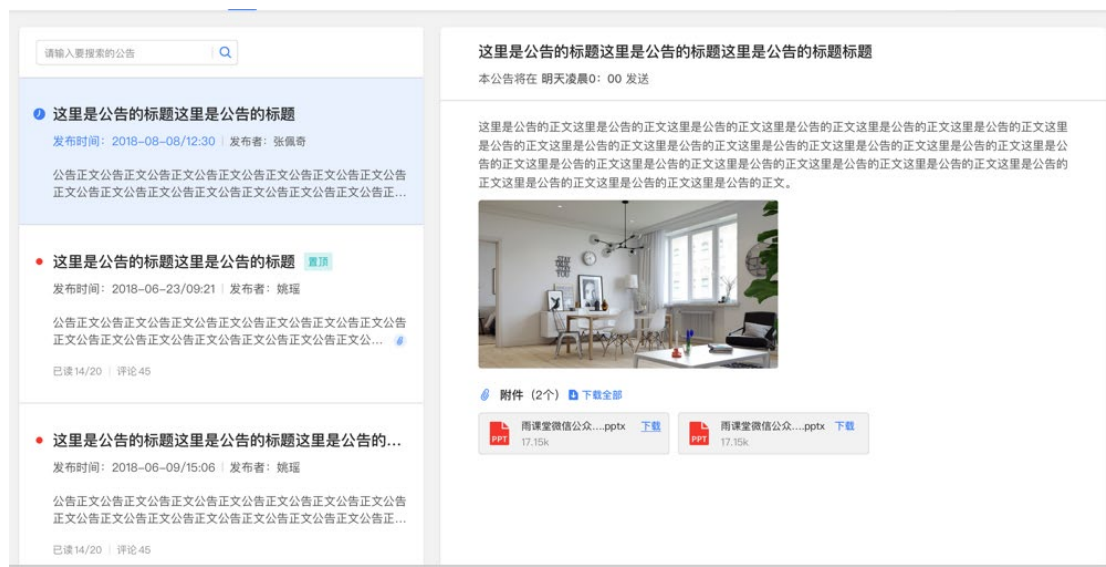 请输入要搜索的公告
这里是公告的标题这里是公告的标题
发布时间：2018-08-08/12:30 发布者：张佩奇
公告正文公告正文公告正文公告正文公告正文公告正文公告正文公告
正文公告正文公告正文公告正文公告正文公告正文公告正文公告正...
这里是公告的标题这里是公告的标题 置顶
发布时间：2018-06-23/09:21 发布者：姚瑶
公告正文公告正文公告正文公告正文公告正文公告正文公告正文公告
正文公告正文公告正文公告正文公告正文公告正文公告正文公...
已读14/20 评论45
这里是公告的标题这里是公告的标题这里是公告的...
发布时间：2018-06-09/15:06 发布者：姚瑶
公告正文公告正文公告正文公告正文公告正文公告正文公告正文公告
正文公告正文公告正文公告正文公告正文公告正文公告正文公告正...
已读14/20 评论45
这里是公告的标题这里是公告的标题这里是公告的标题标题
本公告将在 明天凌晨0：00 发送
这里是公告的正文这里是公告的正文这里是公告的正文这里是公告的正文这里是公告的正文这里是公告的正文这里
是公告的正文这里是公告的正文这里是公告的正文这里是公告的正文这里是公告的正文这里是公告的正文这里是公
告的正文这里是公告的正文这里是公告的正文这里是公告的正文这里是公告的正文这里是公告的正文这里是公告的
正文这里是公告的正文这里是公告的正文这里是公告的正文。
附件（2个） 下载全部
PPT 雨课堂微信公众....pptx 下载
17.15k
PPT 雨课堂微信公众....pptx 下载
17.15k